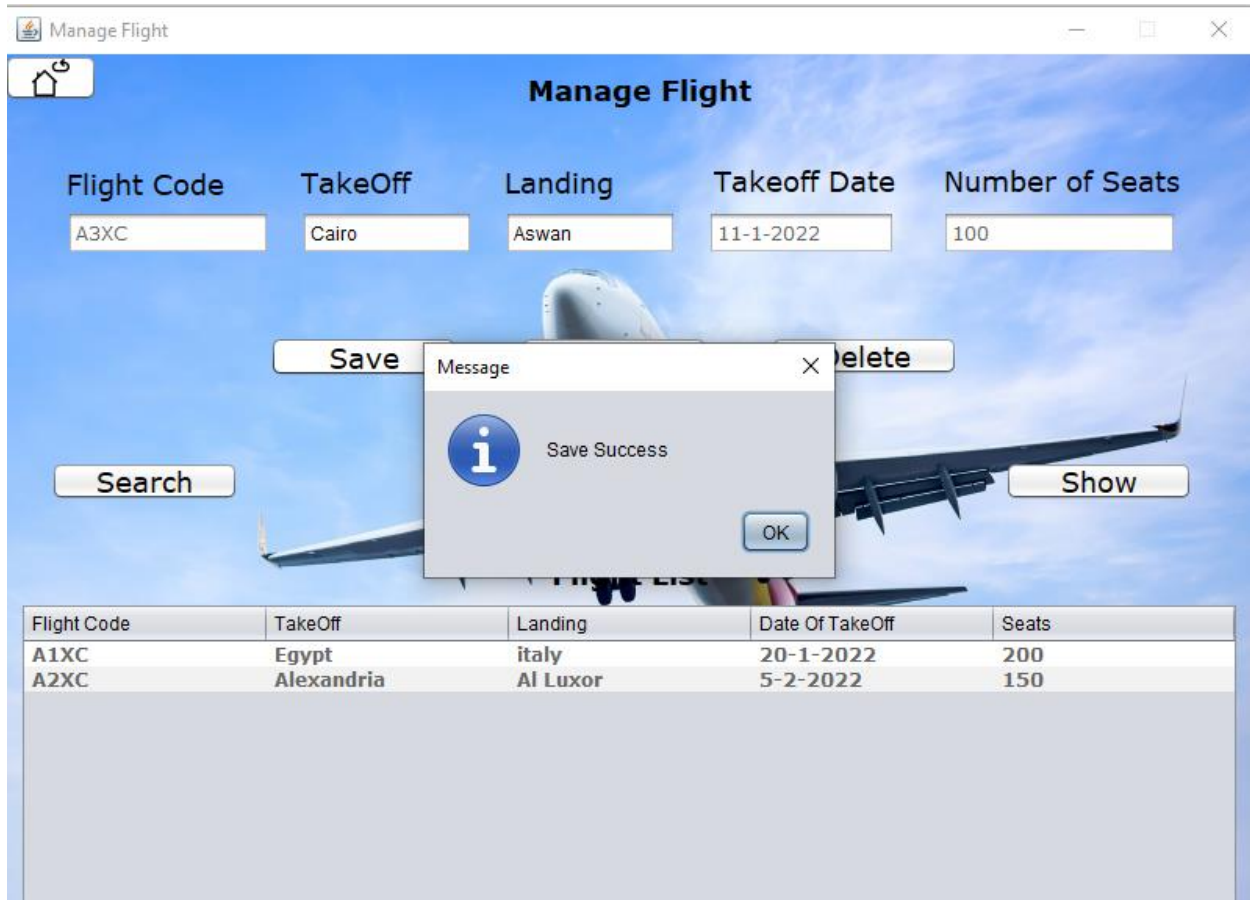 Manage Flight
Manage Flight
Flight Code TakeOff Landing Takeoff Date Number of Seats
A3XC Cairo Aswan 11-1-2022 100
Save
Message
Save Success
OK
Search Show
List
Flight Code TakeOff Landing Date Of TakeOff Seats
A1XC Egypt italy 20-1-2022 200
A2XC Alexandria Al Luxor 5-2-2022 150